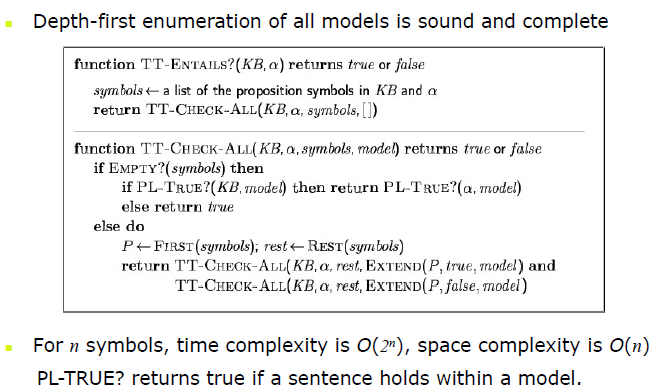 Depth-first enumeration of all models is sound and complete
function TT-ENTAILS?(KB, α) returns true or false
symbols ← a list of the proposition symbols in KB and α
return TT-CHECK-ALL(KB, α, symbols, [])
function TT-CHECK-ALL(KB, α, symbols, model) returns true or false
if EMPTY?(symbols) then
if PL-TRUE?(KB, model) then return PL-TRUE?(α, model)
else return true
else do
P ← FIRST(symbols); rest ← REST(symbols)
return TT-CHECK-ALL(KB, α, rest, EXTEND(P, true, model) and
TT-CHECK-ALL(KB, α, rest, EXTEND(P, false, model)
For n symbols, time complexity is O(2ⁿ), space complexity is O(n)
PL-TRUE? returns true if a sentence holds within a model.